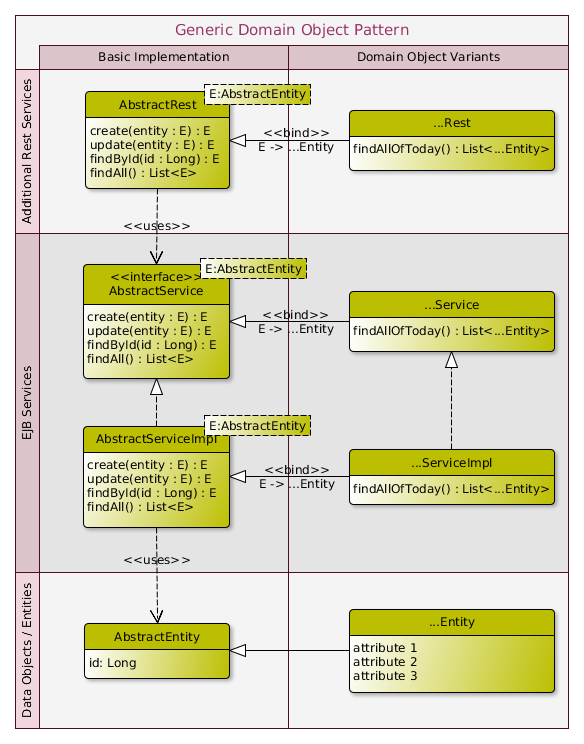 Generic Domain Object Pattern
Basic Implementation
Domain Object Variants
Additional Rest Services
E:AbstractEntity
AbstractRest
create(entity : E) : E
update(entity : E) : E
findById(id : Long) : E
findAll() : List<E>
<<bind>>
E -> ...Entity
...Rest
findAllOfToday() : List<...Entity>
<<uses>>
EJB Services
E:AbstractEntity
<<interface>>
AbstractService
create(entity : E) : E
update(entity : E) : E
findById(id : Long) : E
findAll() : List<E>
<<bind>>
E -> ...Entity
...Service
findAllOfToday() : List<...Entity>
E:AbstractEntity
AbstractServiceImpl
create(entity : E) : E
update(entity : E) : E
findById(id : Long) : E
findAll() : List<E>
<<bind>>
E -> ...Entity
...ServiceImpl
findAllOfToday() : List<...Entity>
<<uses>>
Data Objects / Entities
AbstractEntity
id: Long
...Entity
attribute 1
attribute 2
attribute 3